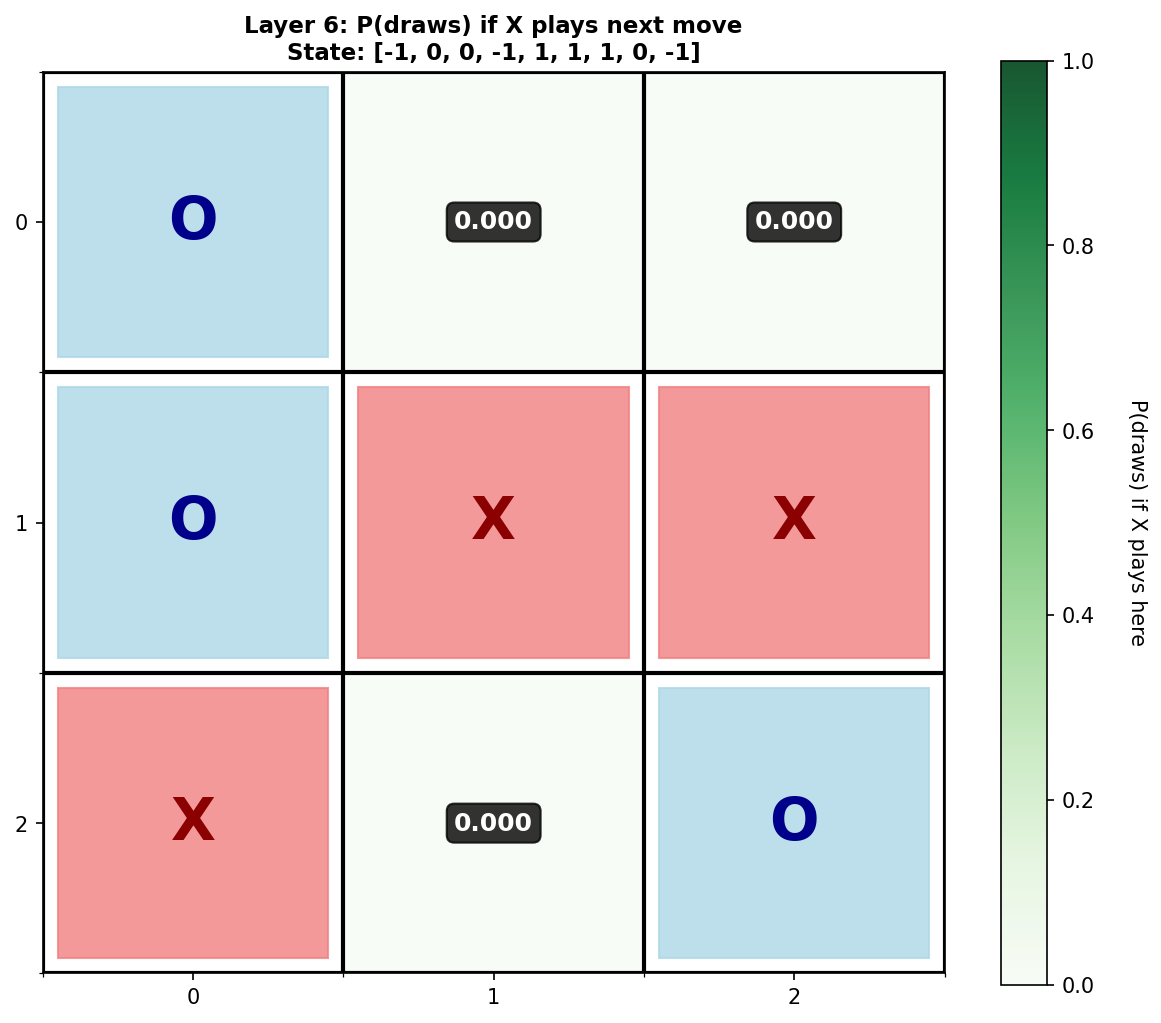 Layer 6: P(draws) if X plays next move
State: [-1, 0, 0, -1, 1, 1, 1, 0, -1]
0
O
0.000
0.000
1
O
X
X
2
X
0.000
O
0
1
2
1.0
0.8
0.6
0.4
0.2
0.0
P(draws) if X plays here